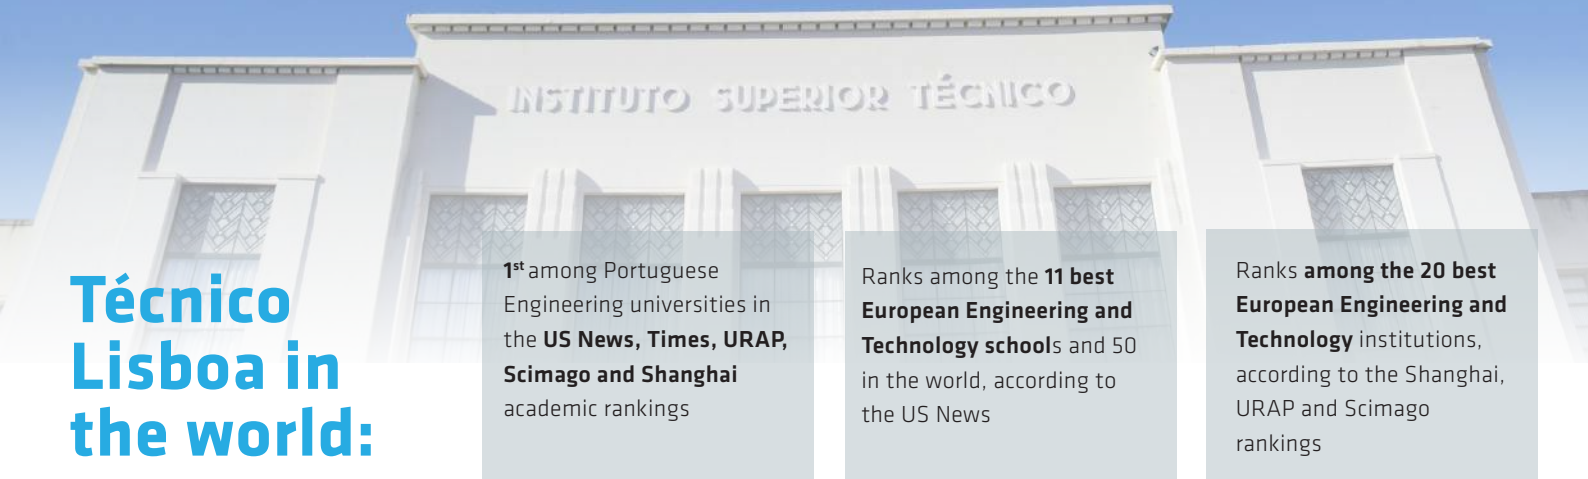 INSTITUTO SUPERIOR TÉCNICO
Técnico
Lisboa in
the world:
1st among Portuguese
Engineering universities in
the US News, Times, URAP,
Scimago and Shanghai
academic rankings
Ranks among the 11 best
European Engineering and
Technology schools and 50
in the world, according to
the US News
Ranks among the 20 best
European Engineering and
Technology institutions,
according to the Shanghai,
URAP and Scimago
rankings